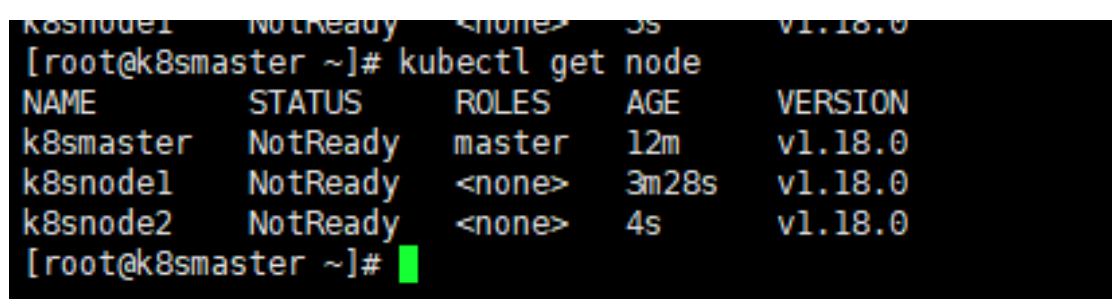 k8snode1 NotReady <none> 3s v1.18.0
[root@k8smaster ~]# kubectl get node
NAME STATUS ROLES AGE VERSION
k8smaster NotReady master 12m v1.18.0
k8snode1 NotReady <none> 3m28s v1.18.0
k8snode2 NotReady <none> 4s v1.18.0
[root@k8smaster ~]#